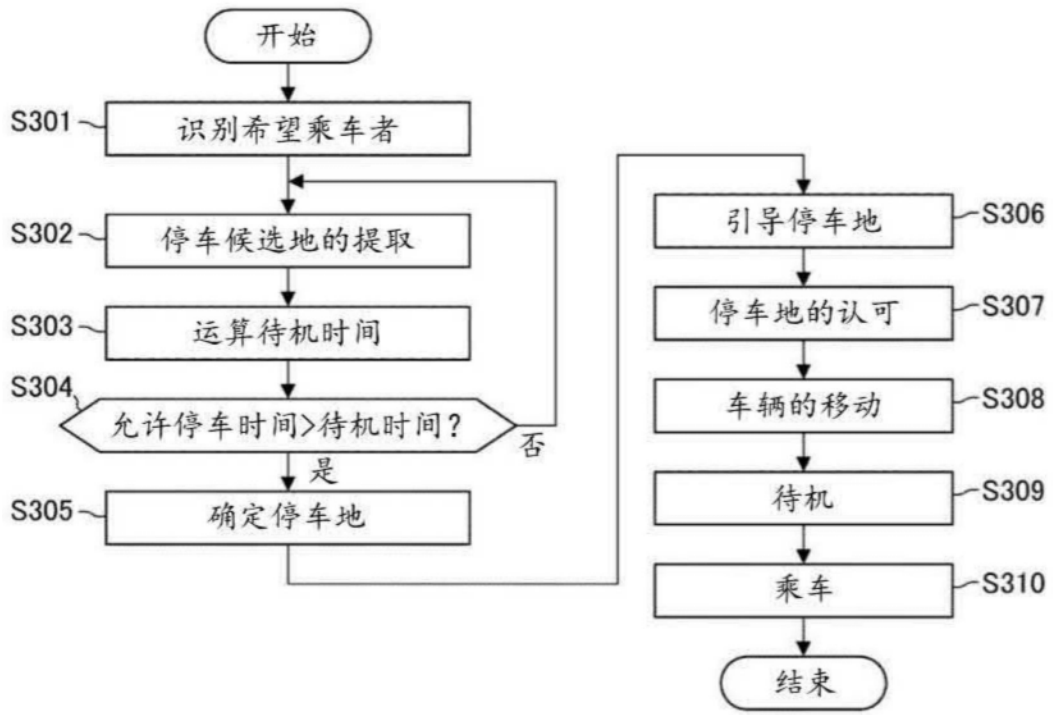 开始
S301
识别希望乘车者
S302
停车候选地的提取
S303
运算待机时间
S304
允许停车时间>待机时间?
否
是
S305
确定停车地
引导停车地
S306
停车地的认可
S307
车辆的移动
S308
待机
S309
乘车
S310
结束